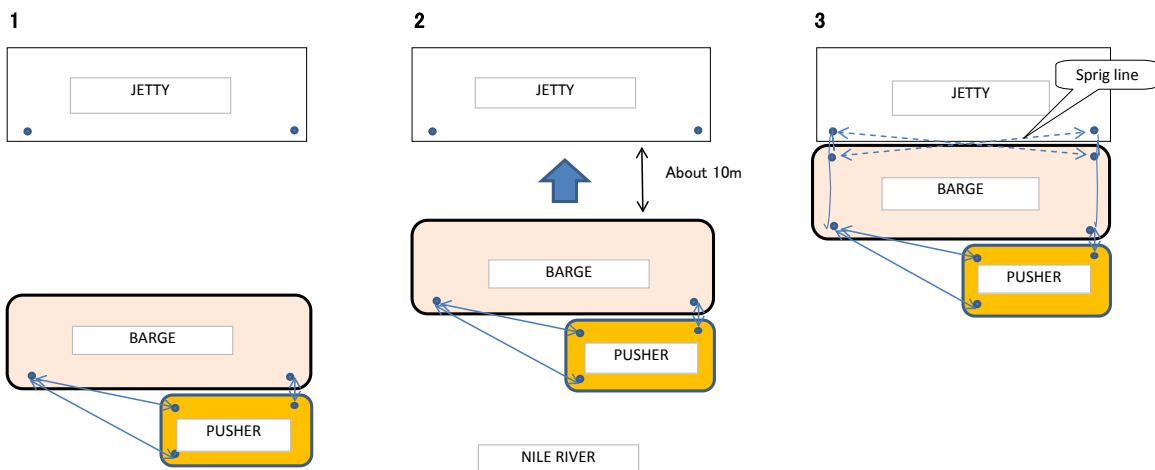 1
2
3
JETTY
JETTY
JETTY
Sprig line
About 10m
BARGE
BARGE
BARGE
PUSHER
PUSHER
PUSHER
NILE RIVER